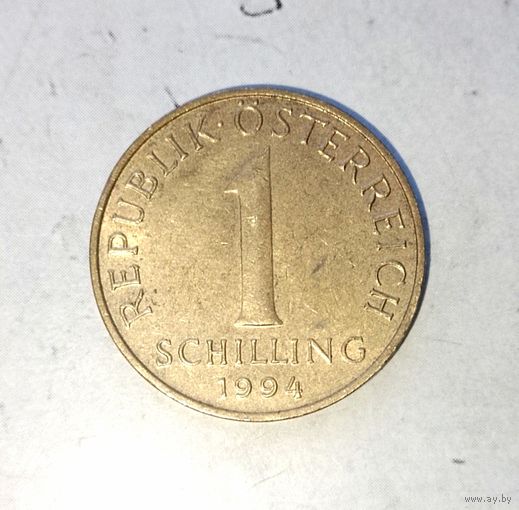 REPUBLIK · ÖSTERREICH
1
SCHILLING
1994
www.ay.by